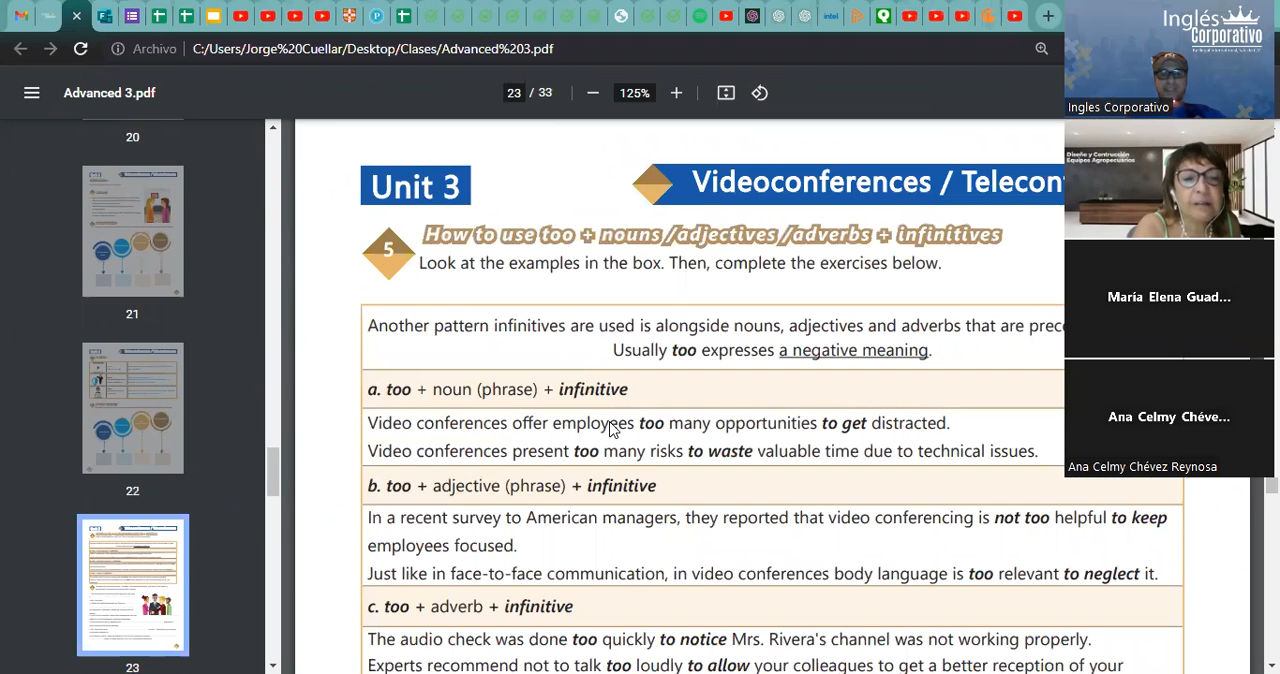 Archivo
C:/Users/Jorge%20Cuellar/Desktop/Clases/Advanced%203.pdf
Inglés
Corporativo
Advanced 3.pdf
23 / 33
125%
Ingles Corporativo
20
21
22
23
Unit 3
Videoconferences / Telecon
5
How to use too + nouns /adjectives /adverbs + infinitives
Look at the examples in the box. Then, complete the exercises below.
Another pattern infinitives are used is alongside nouns, adjectives and adverbs that are prec
Usually too expresses a negative meaning.
a. too + noun (phrase) + infinitive
Video conferences offer employees too many opportunities to get distracted.
Video conferences present too many risks to waste valuable time due to technical issues.
b. too + adjective (phrase) + infinitive
In a recent survey to American managers, they reported that video conferencing is not too helpful to keep
employees focused.
Just like in face-to-face communication, in video conferences body language is too relevant to neglect it.
c. too + adverb + infinitive
The audio check was done too quickly to notice Mrs. Rivera's channel was not working properly.
Experts recommend not to talk too loudly to allow your colleagues to get a better reception of your
Diseño y Contrucción
Equipos Agropecuarios
María Elena Guad...
Ana Celmy Chéve...
Ana Celmy Chévez Reynosa